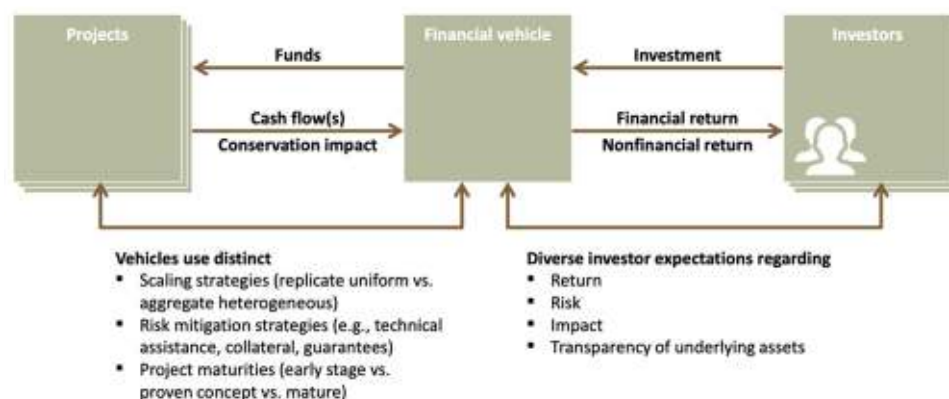 Projects
Financial vehicle
Investors
Funds
Investment
Cash flow(s)
Conservation impact
Financial return
Nonfinancial return
Vehicles use distinct
▪ Scaling strategies (replicate uniform vs.
aggregate heterogeneous)
▪ Risk mitigation strategies (e.g., technical
assistance, collateral, guarantees)
▪ Project maturities (early stage vs.
proven concept vs. mature)
Diverse investor expectations regarding
▪ Return
▪ Risk
▪ Impact
▪ Transparency of underlying assets